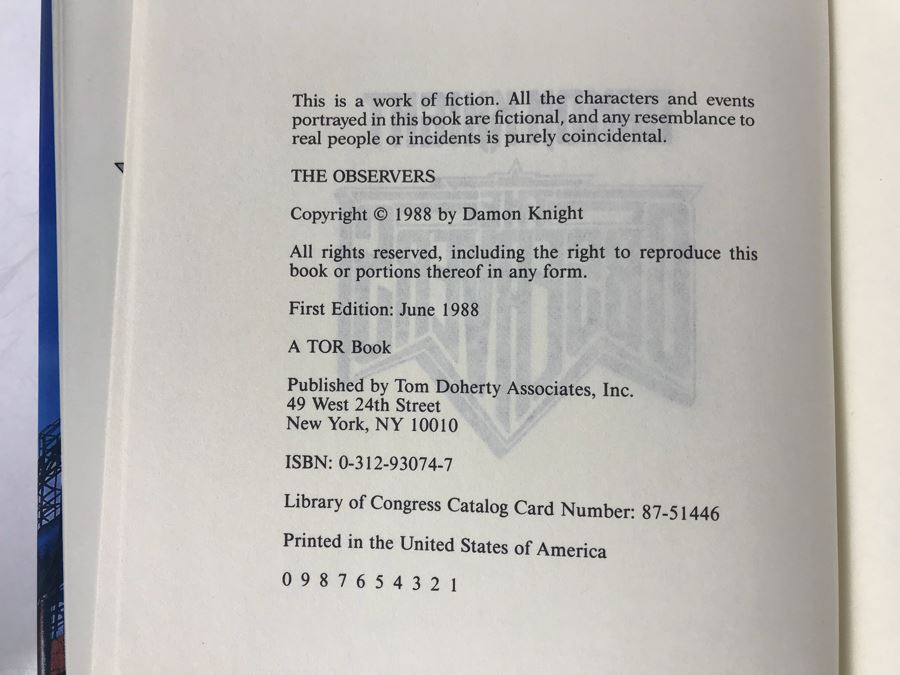 This is a work of fiction. All the characters and events
portrayed in this book are fictional, and any resemblance to
real people or incidents is purely coincidental.
THE OBSERVERS
Copyright © 1988 by Damon Knight
All rights reserved, including the right to reproduce this
book or portions thereof in any form.
First Edition: June 1988
A TOR Book
Published by Tom Doherty Associates, Inc.
49 West 24th Street
New York, NY 10010
ISBN: 0-312-93074-7
Library of Congress Catalog Card Number: 87-51446
Printed in the United States of America
0 9 8 7 6 5 4 3 2 1